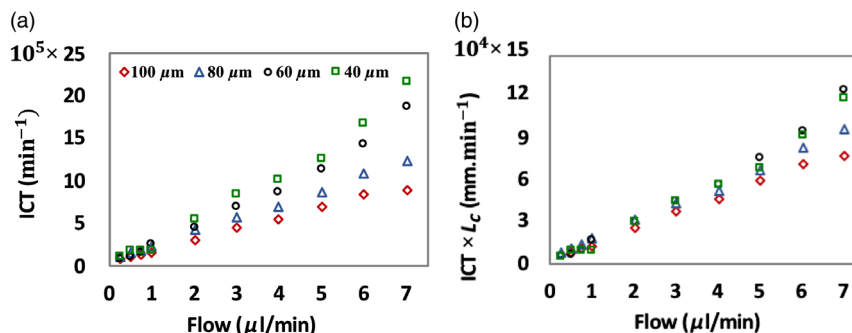 (a)
10⁵× 25
20
15
10
5
0
ICT (min⁻¹)
◇ 100 μm △ 80 μm ○ 60 μm □ 40 μm
0 1 2 3 4 5 6 7
Flow (μl/min)
(b)
10⁴ × 15
12
9
6
3
0
ICT × L_C (mm.min⁻¹)
0 1 2 3 4 5 6 7
Flow (μl/min)